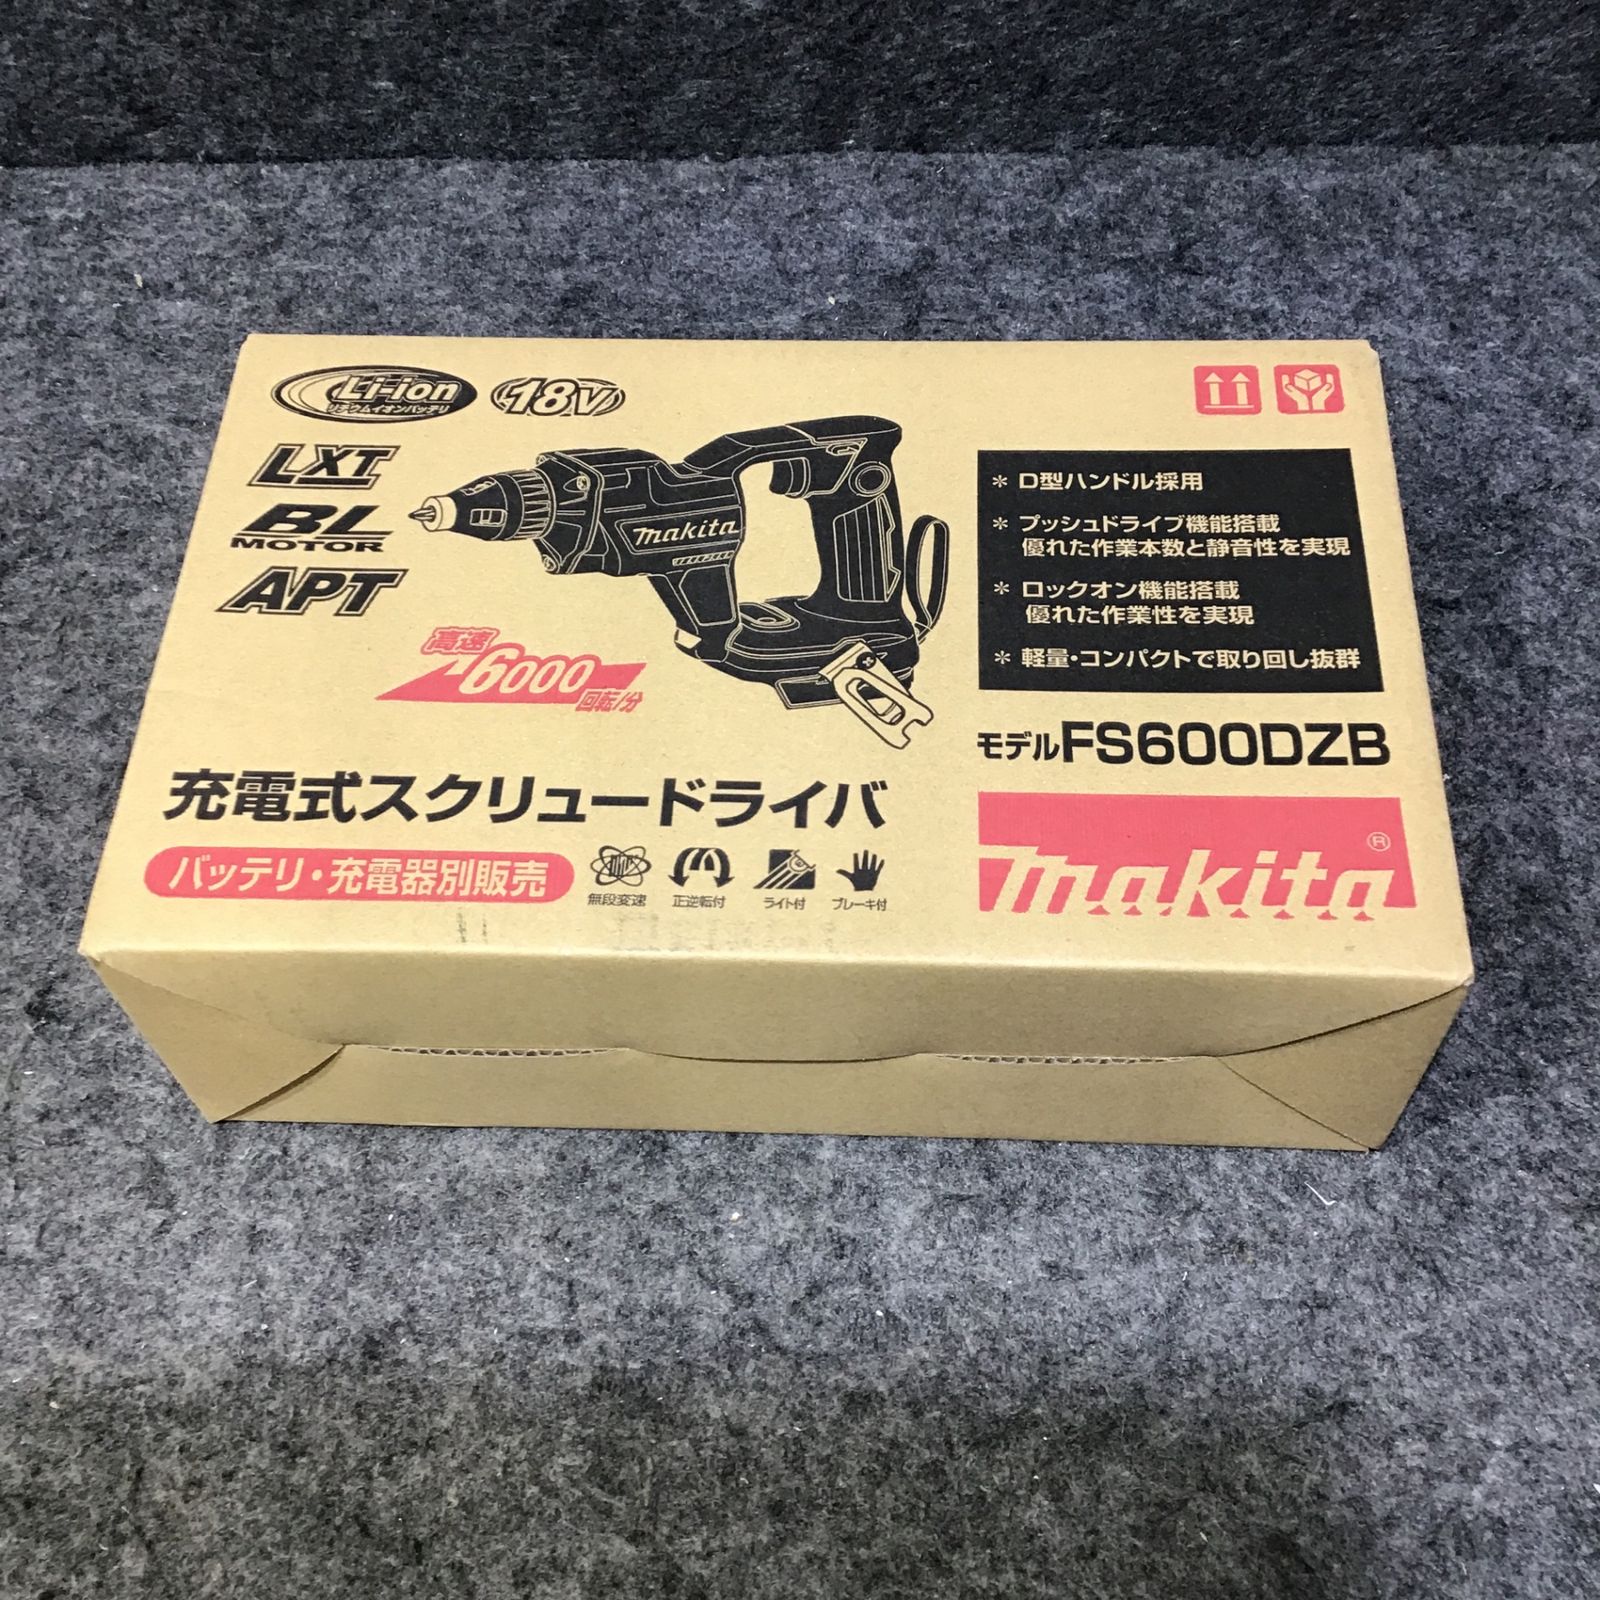 Li-ion
リチウムイオンバッテリ
18V
LXT
BL
MOTOR
APT
makita
高速
6000
回転/分
* D型ハンドル採用
* プッシュドライブ機能搭載
優れた作業本数と静音性を実現
* ロックオン機能搭載
優れた作業性を実現
* 軽量・コンパクトで取り回し抜群
モデルFS600DZB
充電式スクリュードライバ
バッテリ・充電器別販売
無段変速
正逆転付
ライト付
ブレーキ付
makita®